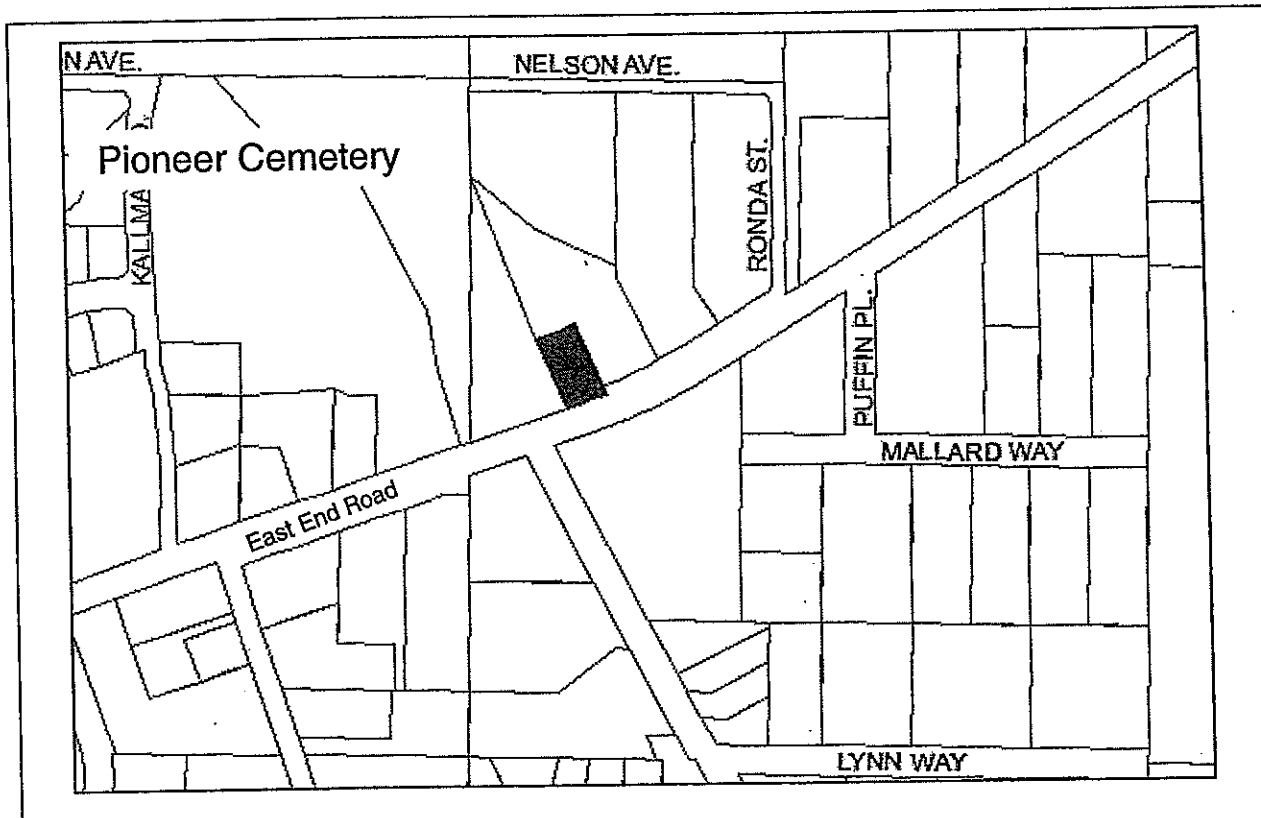 N AVE.
NELSON AVE.
Pioneer Cemetery
KALLMA
RONDA ST.
PUFFIN PL.
MALLARD WAY
East End Road
LYNN WAY